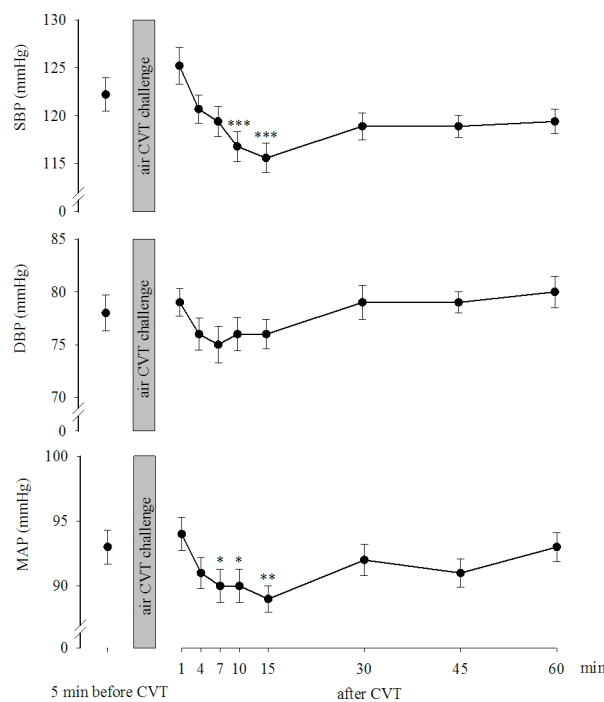 130
125
120
115
0
SBP (mmHg)
air CVT challenge
***
***
85
80
75
70
0
DBP (mmHg)
air CVT challenge
100
95
90
0
MAP (mmHg)
air CVT challenge
*
*
**
1 4 7 10 15 30 45 60 min
5 min before CVT after CVT